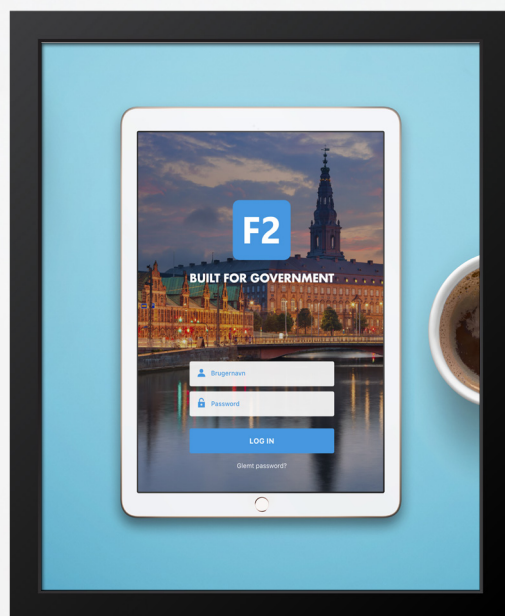 F2
BUILT FOR GOVERNMENT
Brugernavn
Password
LOG IN
Glemt password?